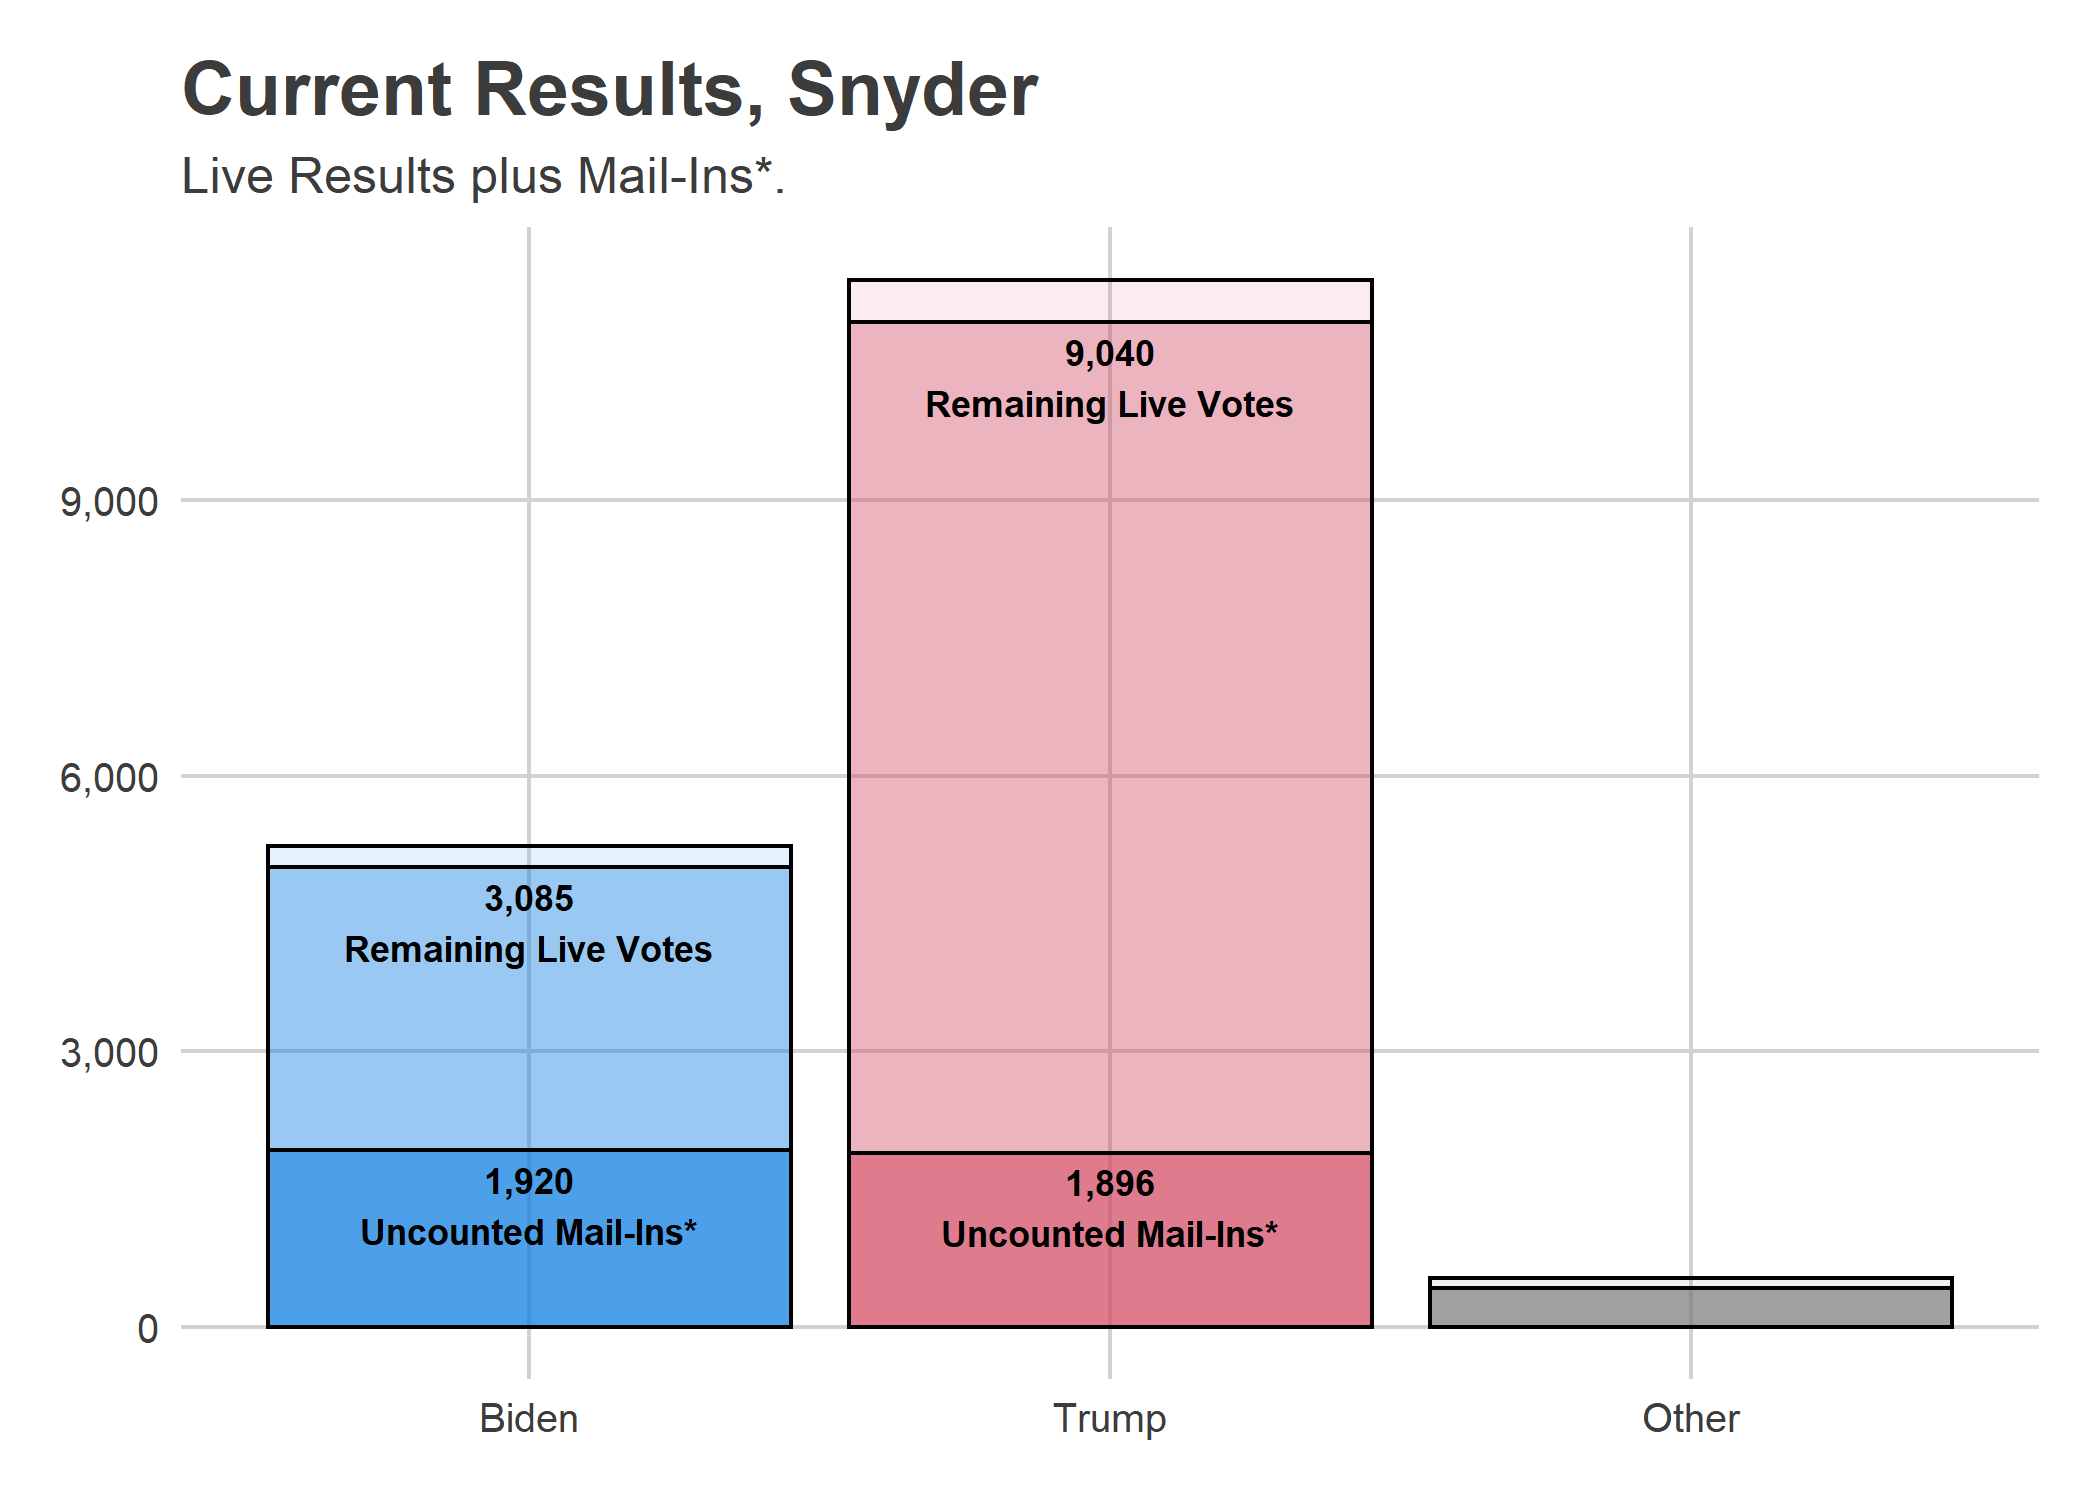 Current Results, Snyder
Live Results plus Mail-Ins*.
9,040
Remaining Live Votes
9,000
6,000
3,085
Remaining Live Votes
3,000
1,920
Uncounted Mail-Ins*
1,896
Uncounted Mail-Ins*
0
Biden
Trump
Other